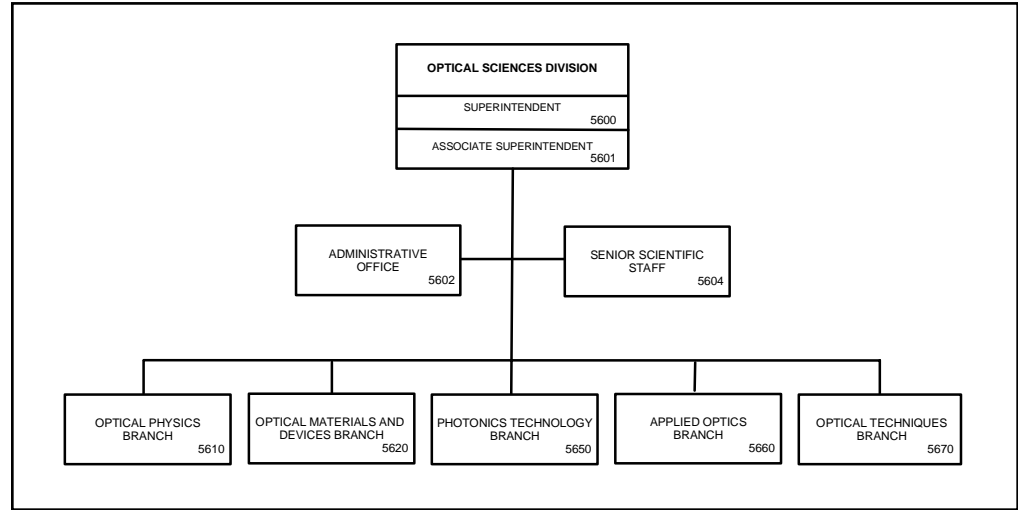 OPTICAL SCIENCES DIVISION
SUPERINTENDENT
5600
ASSOCIATE SUPERINTENDENT
5601
ADMINISTRATIVE
OFFICE
5602
SENIOR SCIENTIFIC
STAFF
5604
OPTICAL PHYSICS
BRANCH
5610
OPTICAL MATERIALS AND
DEVICES BRANCH
5620
PHOTONICS TECHNOLOGY
BRANCH
5650
APPLIED OPTICS
BRANCH
5660
OPTICAL TECHNIQUES
BRANCH
5670